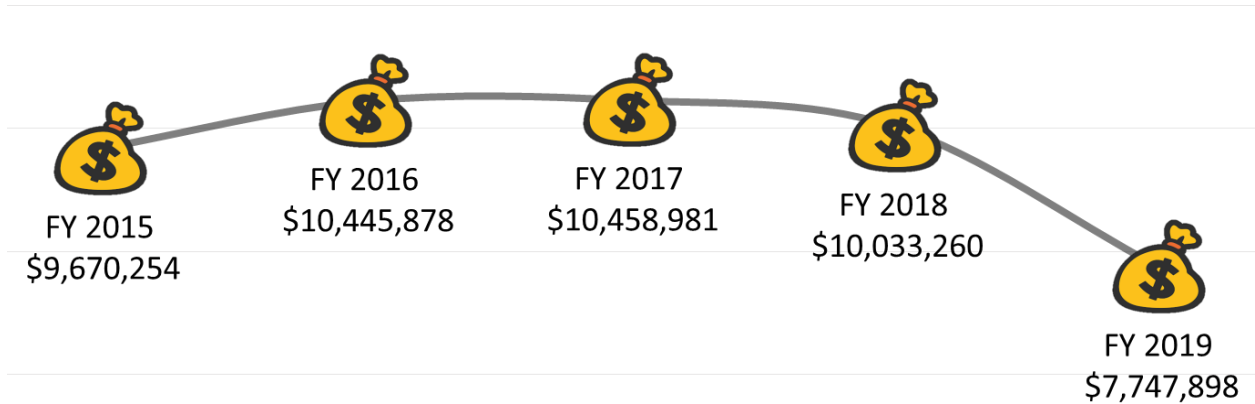 FY 2015
$9,670,254
FY 2016
$10,445,878
FY 2017
$10,458,981
FY 2018
$10,033,260
FY 2019
$7,747,898